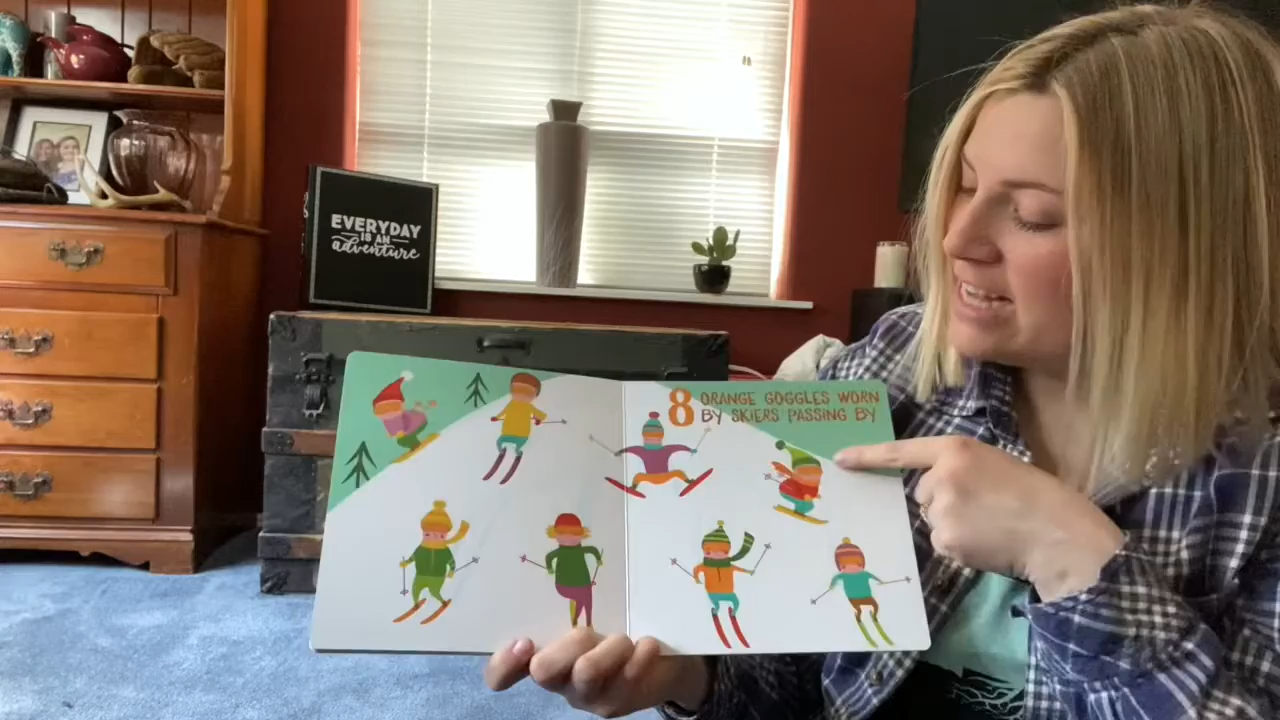 EVERYDAY
IS AN
adventure
8 ORANGE GOGGLES WORN
BY SKIERS PASSING BY